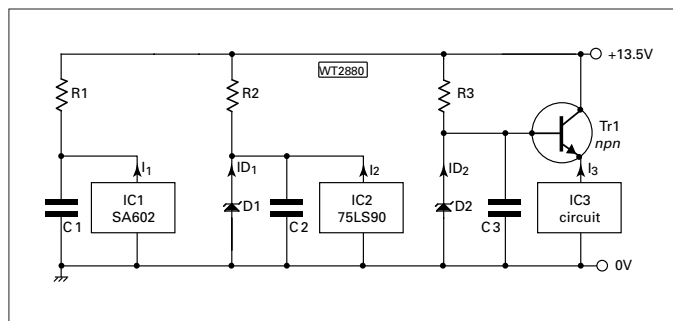 +13.5V
WT2880
R1
R2
R3
Tr1
npn
I1
ID1
I2
ID2
I3
IC1
SA602
D1
IC2
75LS90
D2
IC3
circuit
C1
C2
C3
0V